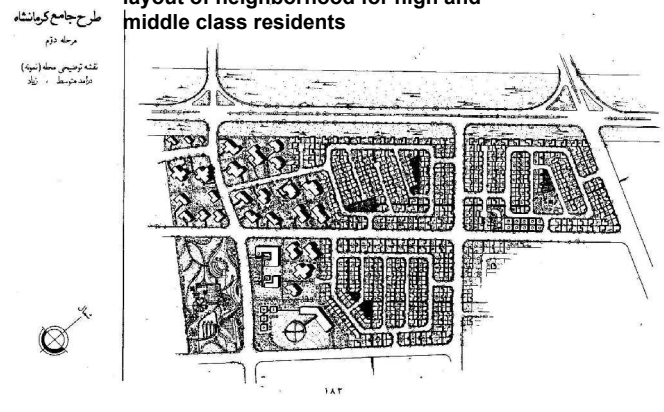 layout of neighborhood for high and
middle class residents
طرح جامع کرمانشاه
مرحله دوم
نقشه توضیحی محله (نمونه)
درآمد متوسط ، زیاد
شمال
۱۸۳